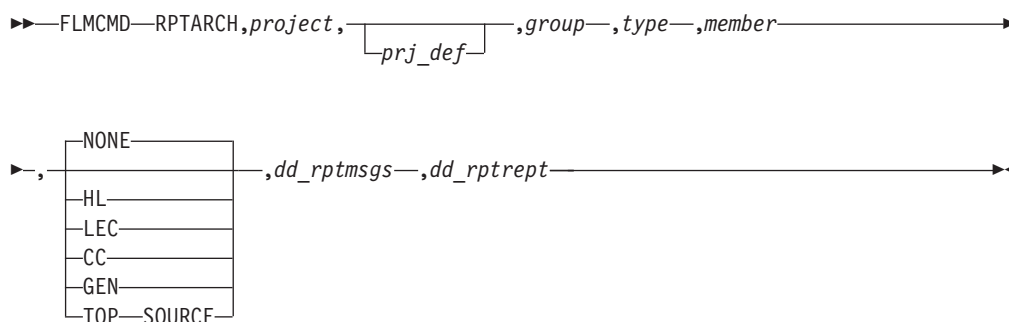 FLMCMD RPTARCH,project, ,group ,type ,member
prj_def
NONE
, ,dd_rptmsgs ,dd_rptrept
HL
LEC
CC
GEN
TOP SOURCE